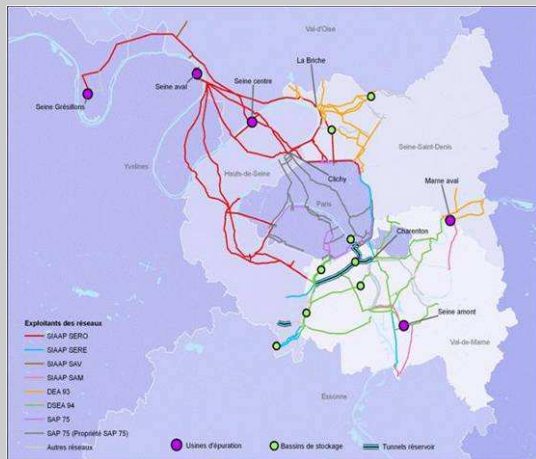 Val-d'Oise
La Briche
Seine aval
Seine centre
Seine Grésillons
Seine-Saint-Denis
Yvelines
Hauts-de-Seine
Clichy
Marne aval
Paris
Charenton
Seine amont
Val-de-Marne
Essonne
Exploitants des réseaux
SIAAP SERO
SIAAP SERE
SIAAP SAV
SIAAP SAM
DEA 93
DSEA 94
SAP 75
SAP 75 (Propriété SAP 75)
Autres réseaux
Usines d'épuration
Bassins de stockage
Tunnels réservoir